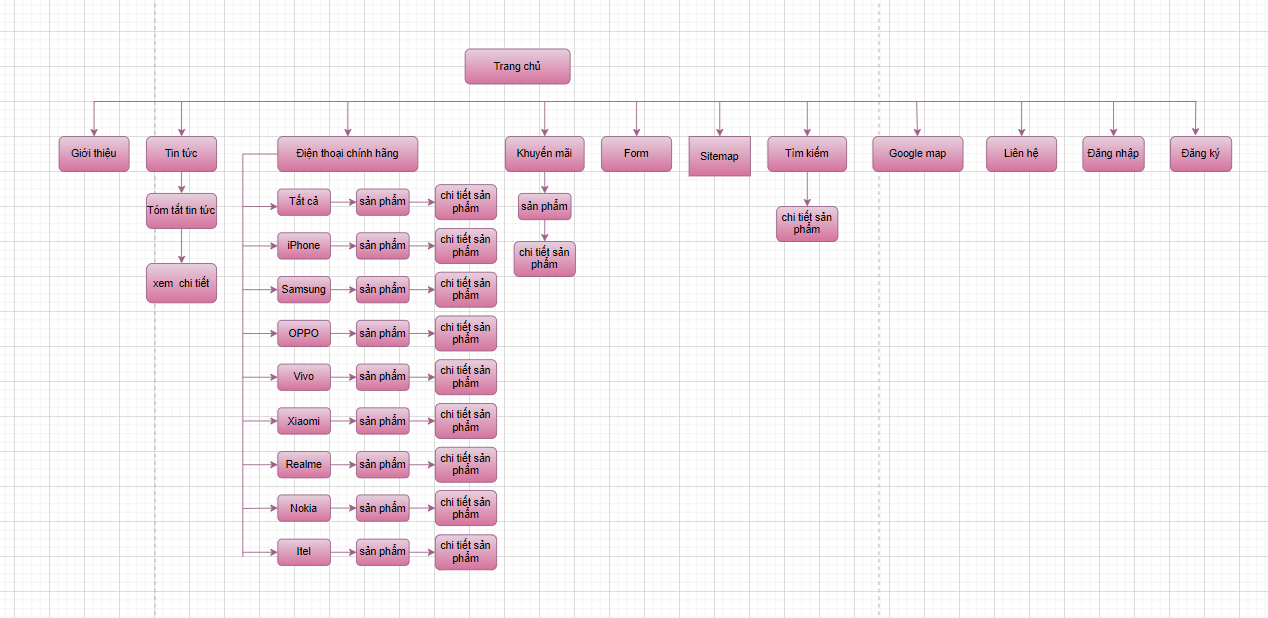 Trang chủ
Giới thiệu
Tin tức
Điện thoại chính hãng
Khuyến mãi
Form
Sitemap
Tìm kiếm
Google map
Liên hệ
Đăng nhập
Đăng ký
Tóm tắt tin tức
xem chi tiết
Tất cả
sản phẩm
chi tiết sản
phẩm
iPhone
sản phẩm
chi tiết sản
phẩm
Samsung
sản phẩm
chi tiết sản
phẩm
OPPO
sản phẩm
chi tiết sản
phẩm
Vivo
sản phẩm
chi tiết sản
phẩm
Xiaomi
sản phẩm
chi tiết sản
phẩm
Realme
sản phẩm
chi tiết sản
phẩm
Nokia
sản phẩm
chi tiết sản
phẩm
Itel
sản phẩm
chi tiết sản
phẩm
sản phẩm
chi tiết sản
phẩm
chi tiết sản
phẩm